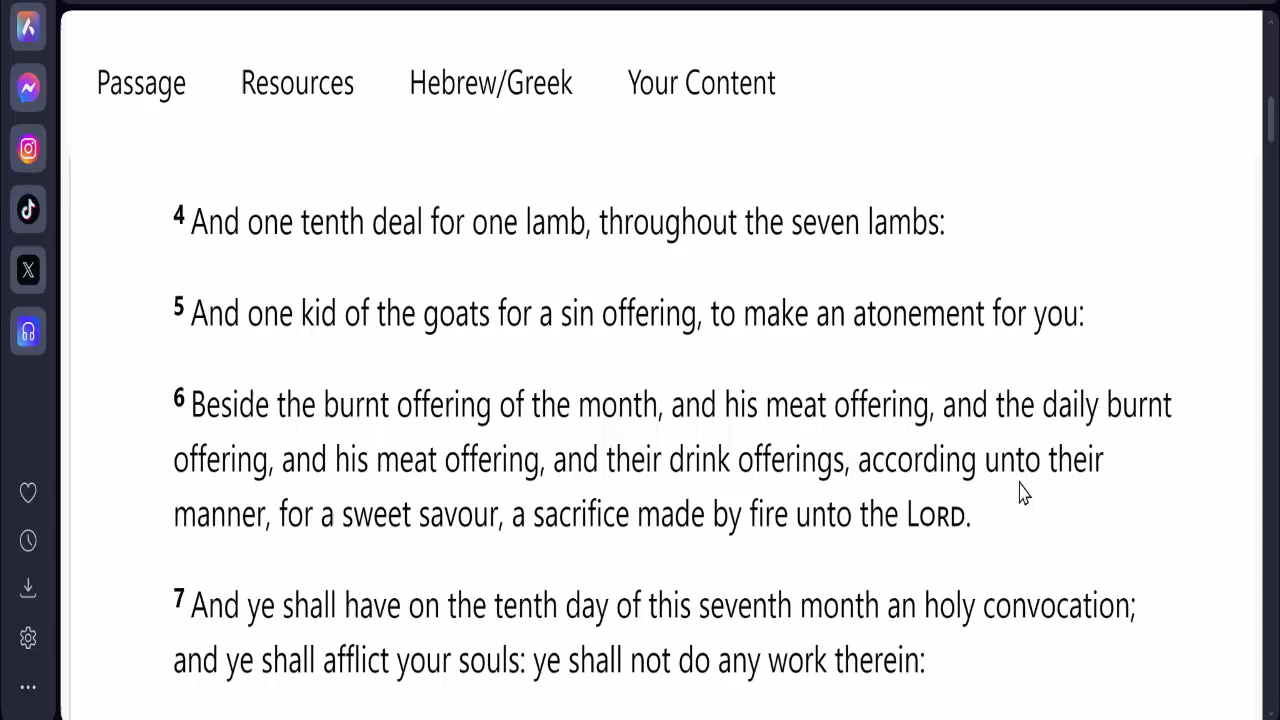 Passage Resources Hebrew/Greek Your Content
4 And one tenth deal for one lamb, throughout the seven lambs:
5 And one kid of the goats for a sin offering, to make an atonement for you:
6 Beside the burnt offering of the month, and his meat offering, and the daily burnt
offering, and his meat offering, and their drink offerings, according unto their
manner, for a sweet savour, a sacrifice made by fire unto the LORD.
7 And ye shall have on the tenth day of this seventh month an holy convocation;
and ye shall afflict your souls: ye shall not do any work therein: